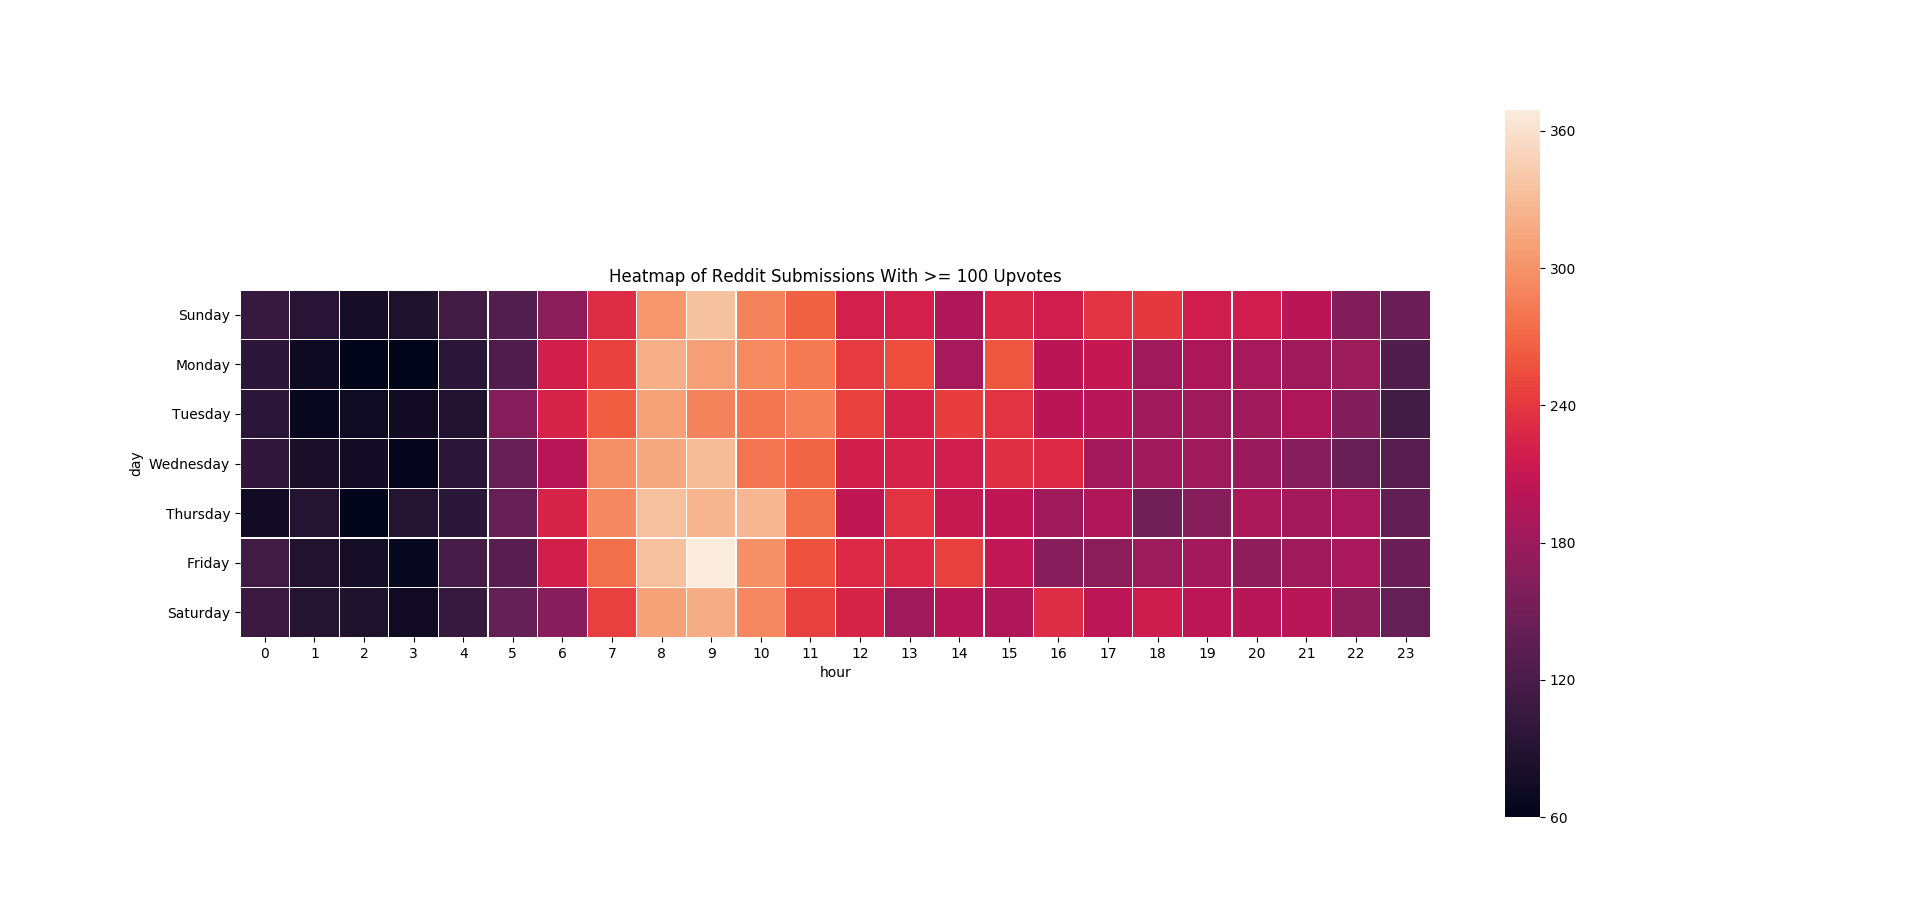 Heatmap of Reddit Submissions With >= 100 Upvotes
day
Sunday
Monday
Tuesday
Wednesday
Thursday
Friday
Saturday
0 1 2 3 4 5 6 7 8 9 10 11 12 13 14 15 16 17 18 19 20 21 22 23
hour
360
300
240
180
120
60